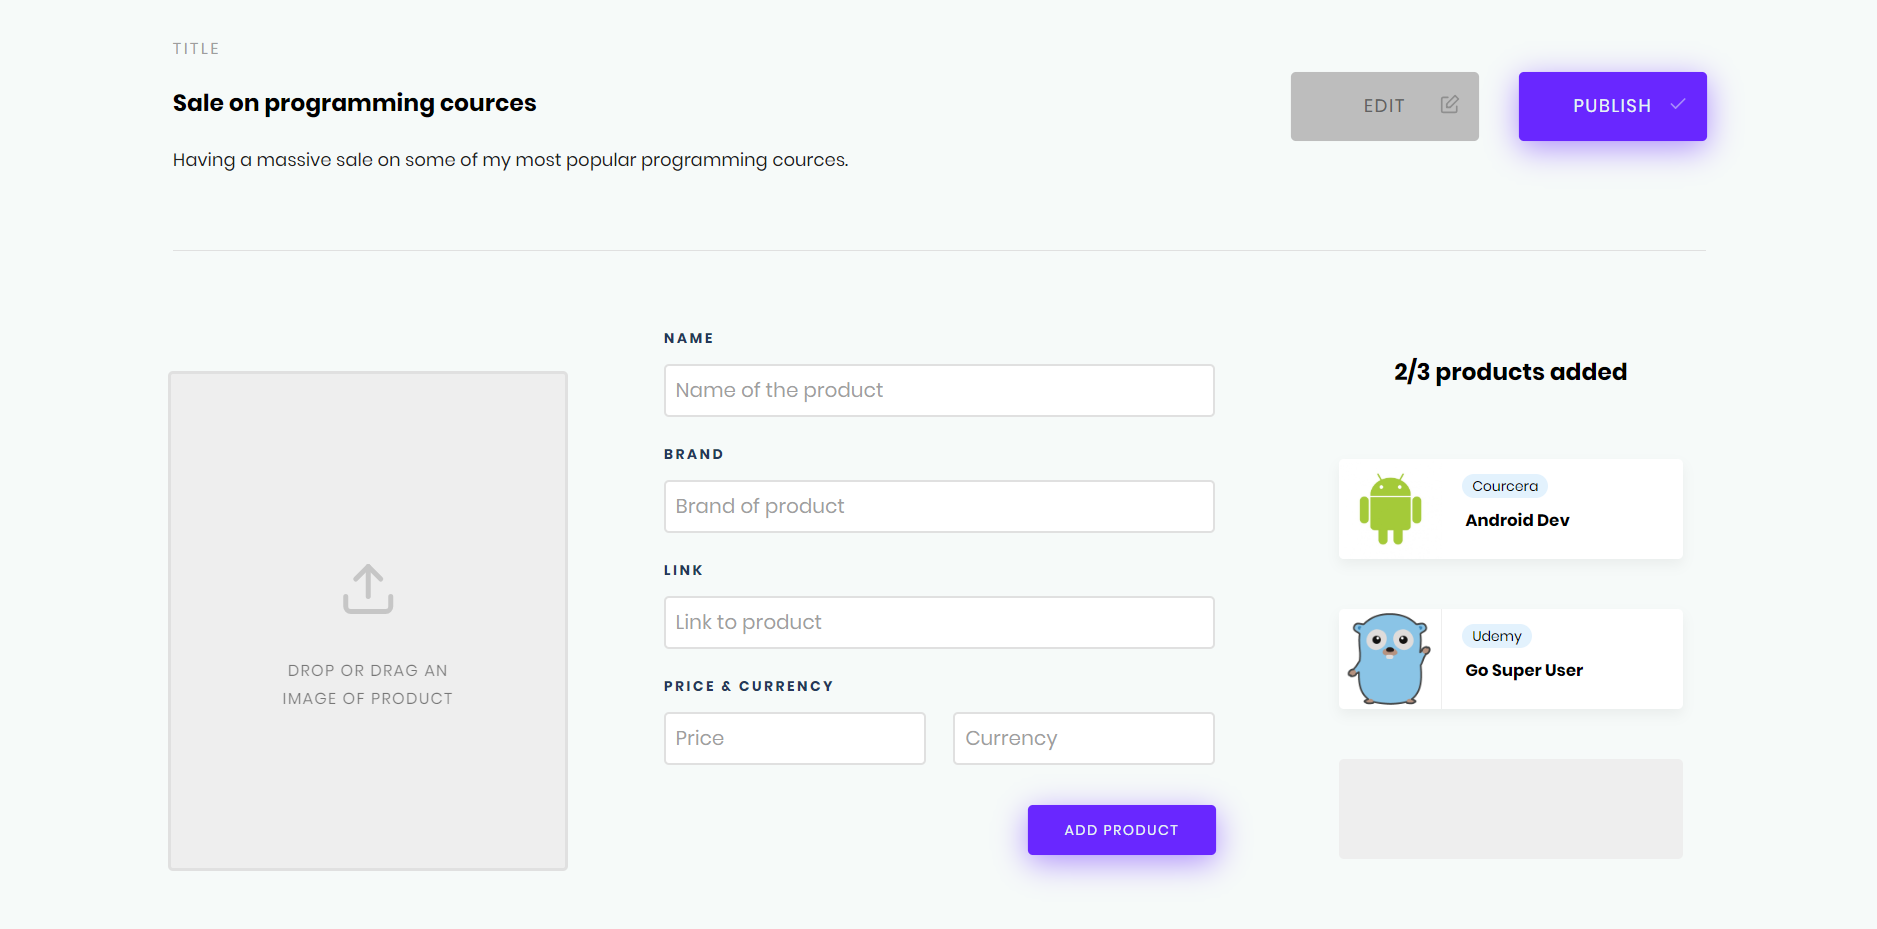 TITLE
Sale on programming cources
Having a massive sale on some of my most popular programming cources.
EDIT
PUBLISH
DROP OR DRAG AN
IMAGE OF PRODUCT
NAME
Name of the product
BRAND
Brand of product
LINK
Link to product
PRICE & CURRENCY
Price
Currency
ADD PRODUCT
2/3 products added
Courcera
Android Dev
Udemy
Go Super User